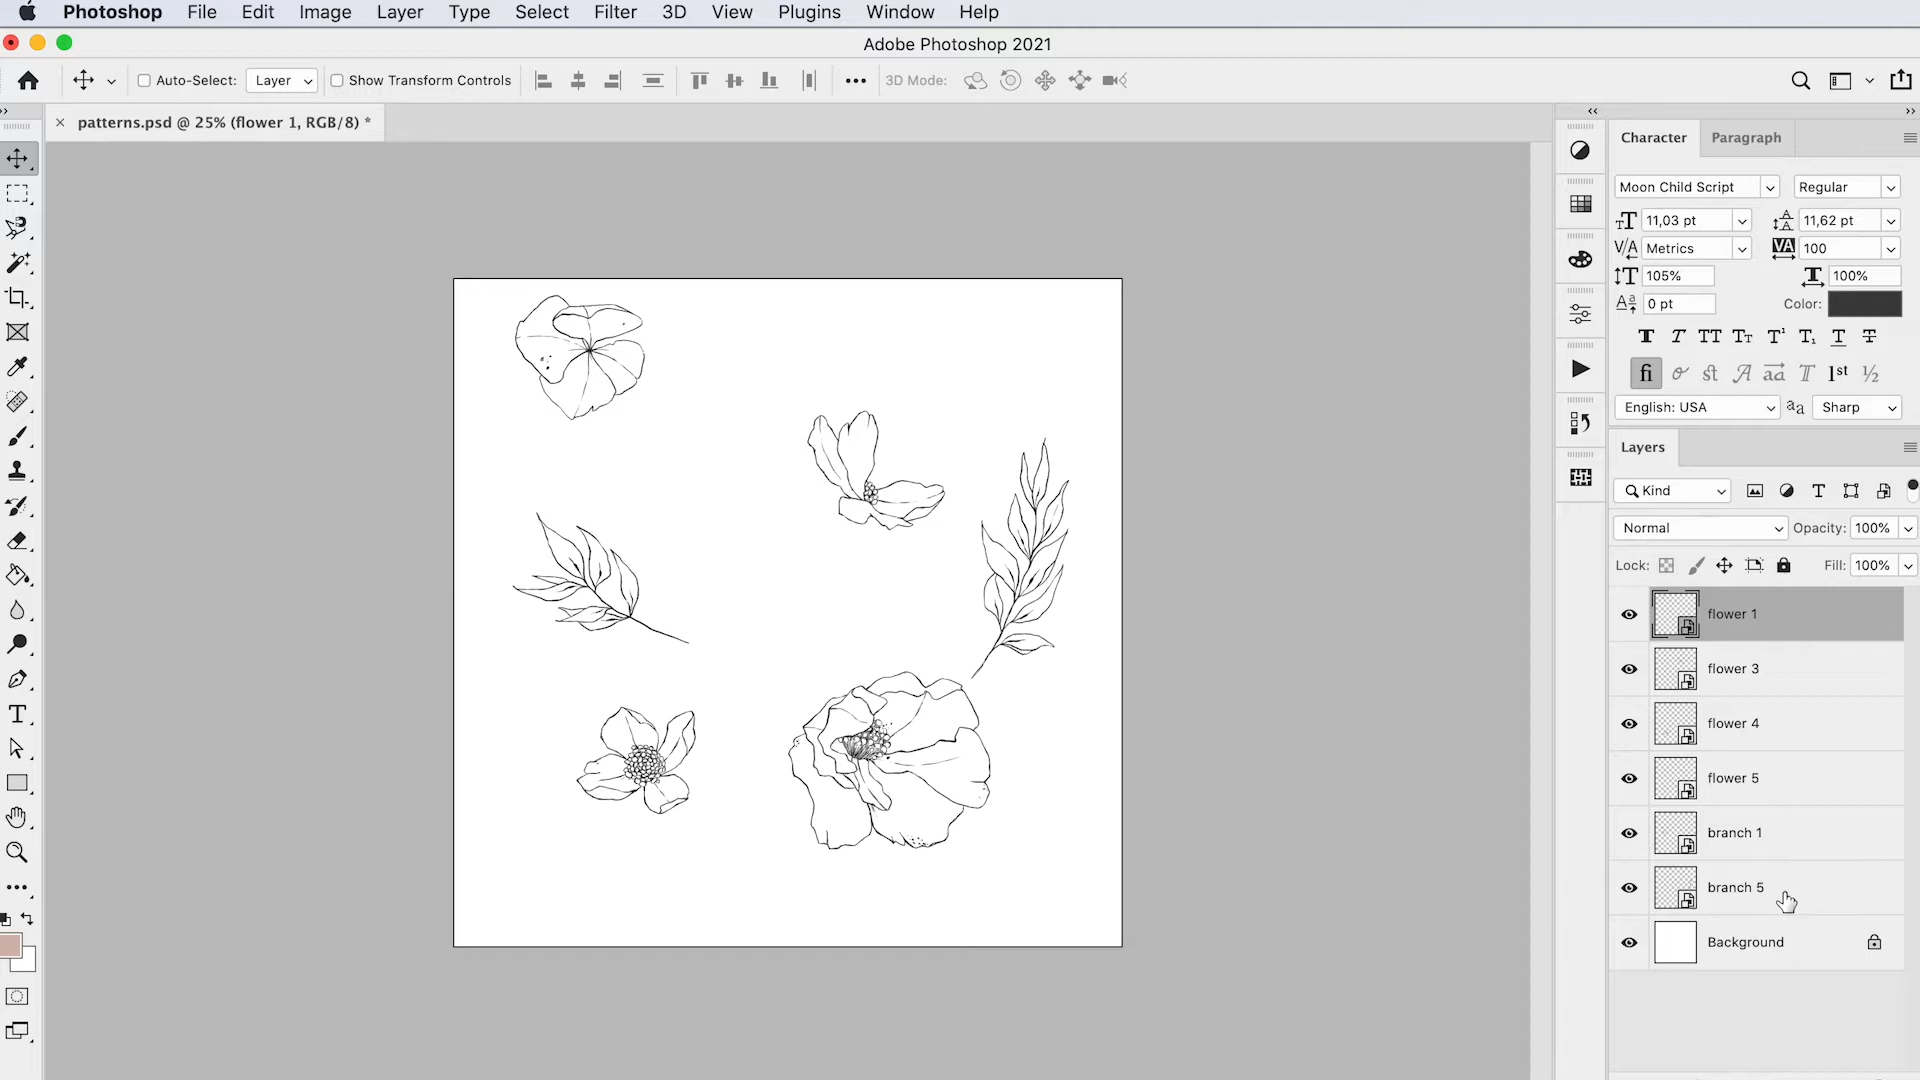 Photoshop File Edit Image Layer Type Select Filter 3D View Plugins Window Help
Adobe Photoshop 2021
Auto-Select: Layer Show Transform Controls 3D Mode:
× patterns.psd @ 25% (flower 1, RGB/8) *
Character Paragraph
Moon Child Script Regular
11,03 pt 11,62 pt
Metrics 100
105% 100%
0 pt Color:
English: USA Sharp
Layers
Kind
Normal Opacity: 100%
Lock: Fill: 100%
flower 1
flower 3
flower 4
flower 5
branch 1
branch 5
Background